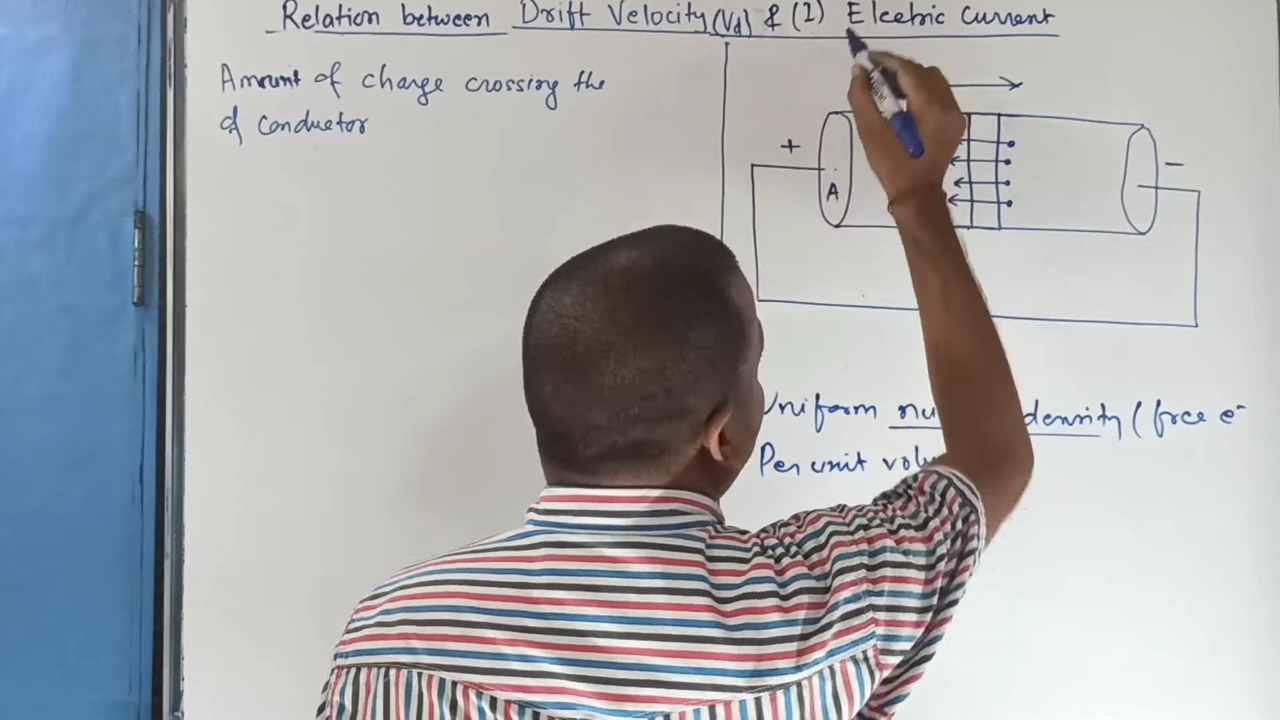 Relation between Drift Velocity (Vd) & (I) Electric Current
Amount of charge crossing the
of conductor
+
-
A
Uniform density (free e-
Per unit